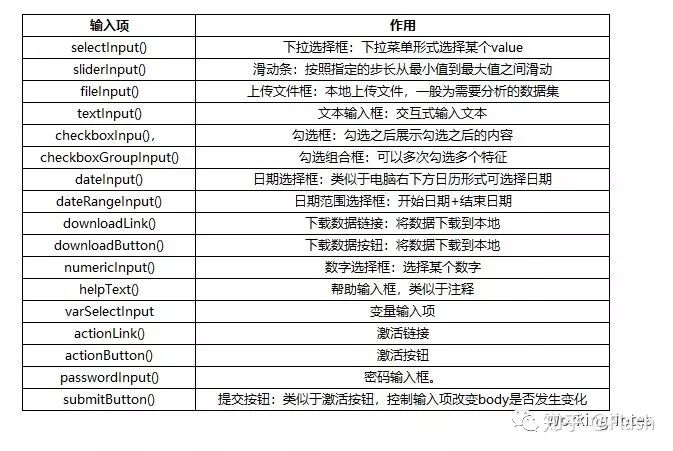 输入项 作用
selectInput() 下拉选择框：下拉菜单形式选择某个value
sliderInput() 滑动条：按照指定的步长从最小值到最大值之间滑动
fileInput() 上传文件框：本地上传文件，一般为需要分析的数据集
textInput() 文本输入框：交互式输入文本
checkboxInpu()， 勾选框：勾选之后展示勾选之后的内容
checkboxGroupInput() 勾选组合框：可以多次勾选多个特征
dateInput() 日期选择框：类似于电脑右下方日历形式可选择日期
dateRangeInput() 日期范围选择框：开始日期+结束日期
downloadLink() 下载数据链接：将数据下载到本地
downloadButton() 下载数据按钮：将数据下载到本地
numericInput() 数字选择框：选择某个数字
helpText() 帮助输入框，类似于注释
varSelectInput 变量输入项
actionLink() 激活链接
actionButton() 激活按钮
passwordInput() 密码输入框。
submitButton() 提交按钮：类似于激活按钮，控制输入项改变body是否发生变化
知乎